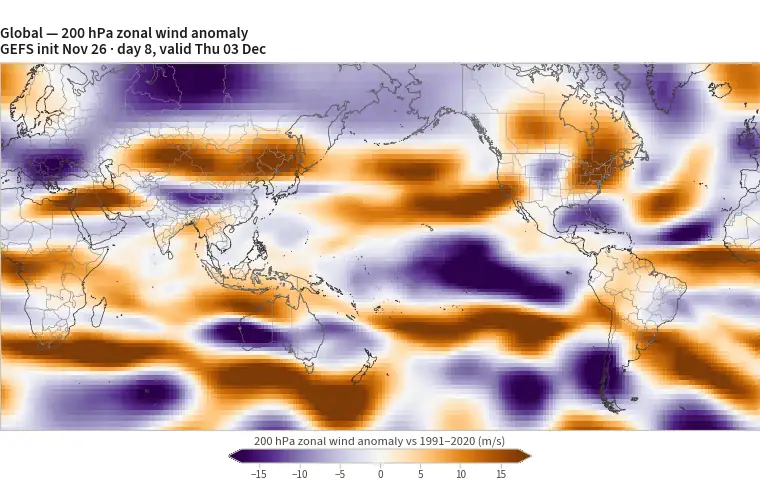 Global — 200 hPa zonal wind anomaly
GEFS init Nov 26 · day 8, valid Thu 03 Dec
200 hPa zonal wind anomaly vs 1991–2020 (m/s)
−15 −10 −5 0 5 10 15